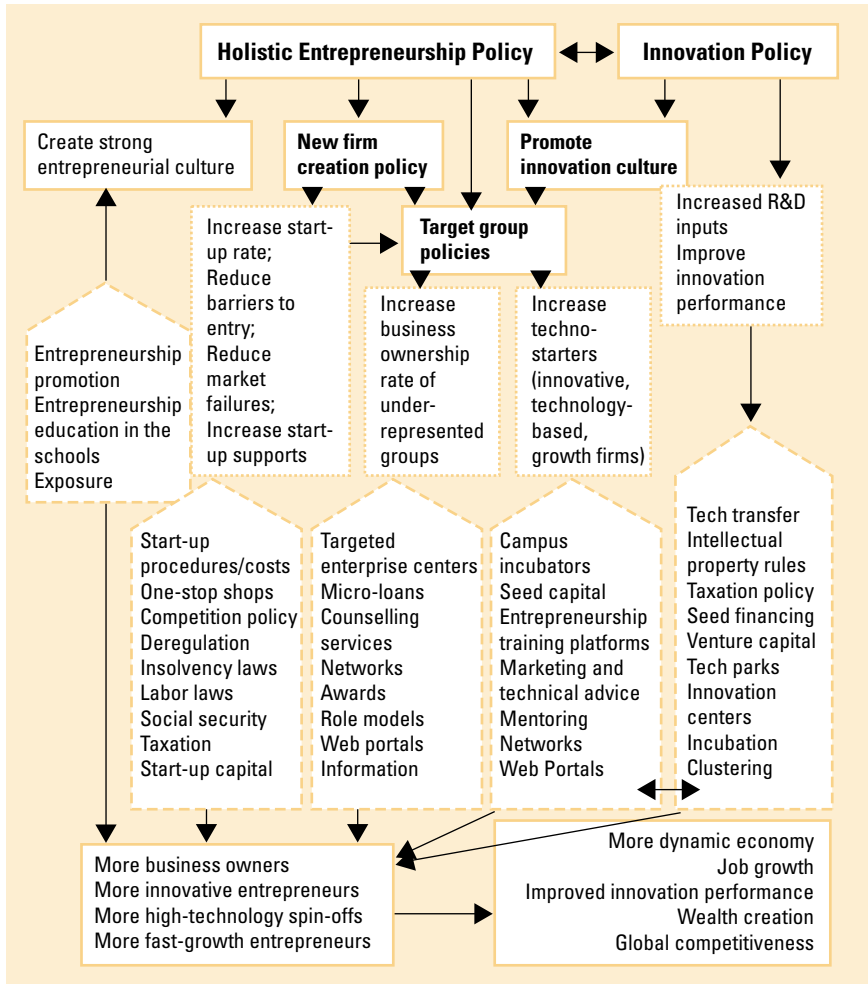 Holistic Entrepreneurship Policy
Innovation Policy
Create strong
entrepreneurial culture
New firm
creation policy
Promote
innovation culture
Increased R&D
inputs
Improve
innovation
performance
Increase start-
up rate;
Reduce
barriers to
entry;
Reduce
market
failures;
Increase start-
up supports
Target group
policies
Increase
business
ownership
rate of
under-
represented
groups
Increase
techno-
starters
(innovative,
technology-
based,
growth firms)
Entrepreneurship
promotion
Entrepreneurship
education in the
schools
Exposure
Start-up
procedures/costs
One-stop shops
Competition policy
Deregulation
Insolvency laws
Labor laws
Social security
Taxation
Start-up capital
Targeted
enterprise centers
Micro-loans
Counselling
services
Networks
Awards
Role models
Web portals
Information
Campus
incubators
Seed capital
Entrepreneurship
training platforms
Marketing and
technical advice
Mentoring
Networks
Web Portals
Tech transfer
Intellectual
property rules
Taxation policy
Seed financing
Venture capital
Tech parks
Innovation
centers
Incubation
Clustering
More business owners
More innovative entrepreneurs
More high-technology spin-offs
More fast-growth entrepreneurs
More dynamic economy
Job growth
Improved innovation performance
Wealth creation
Global competitiveness